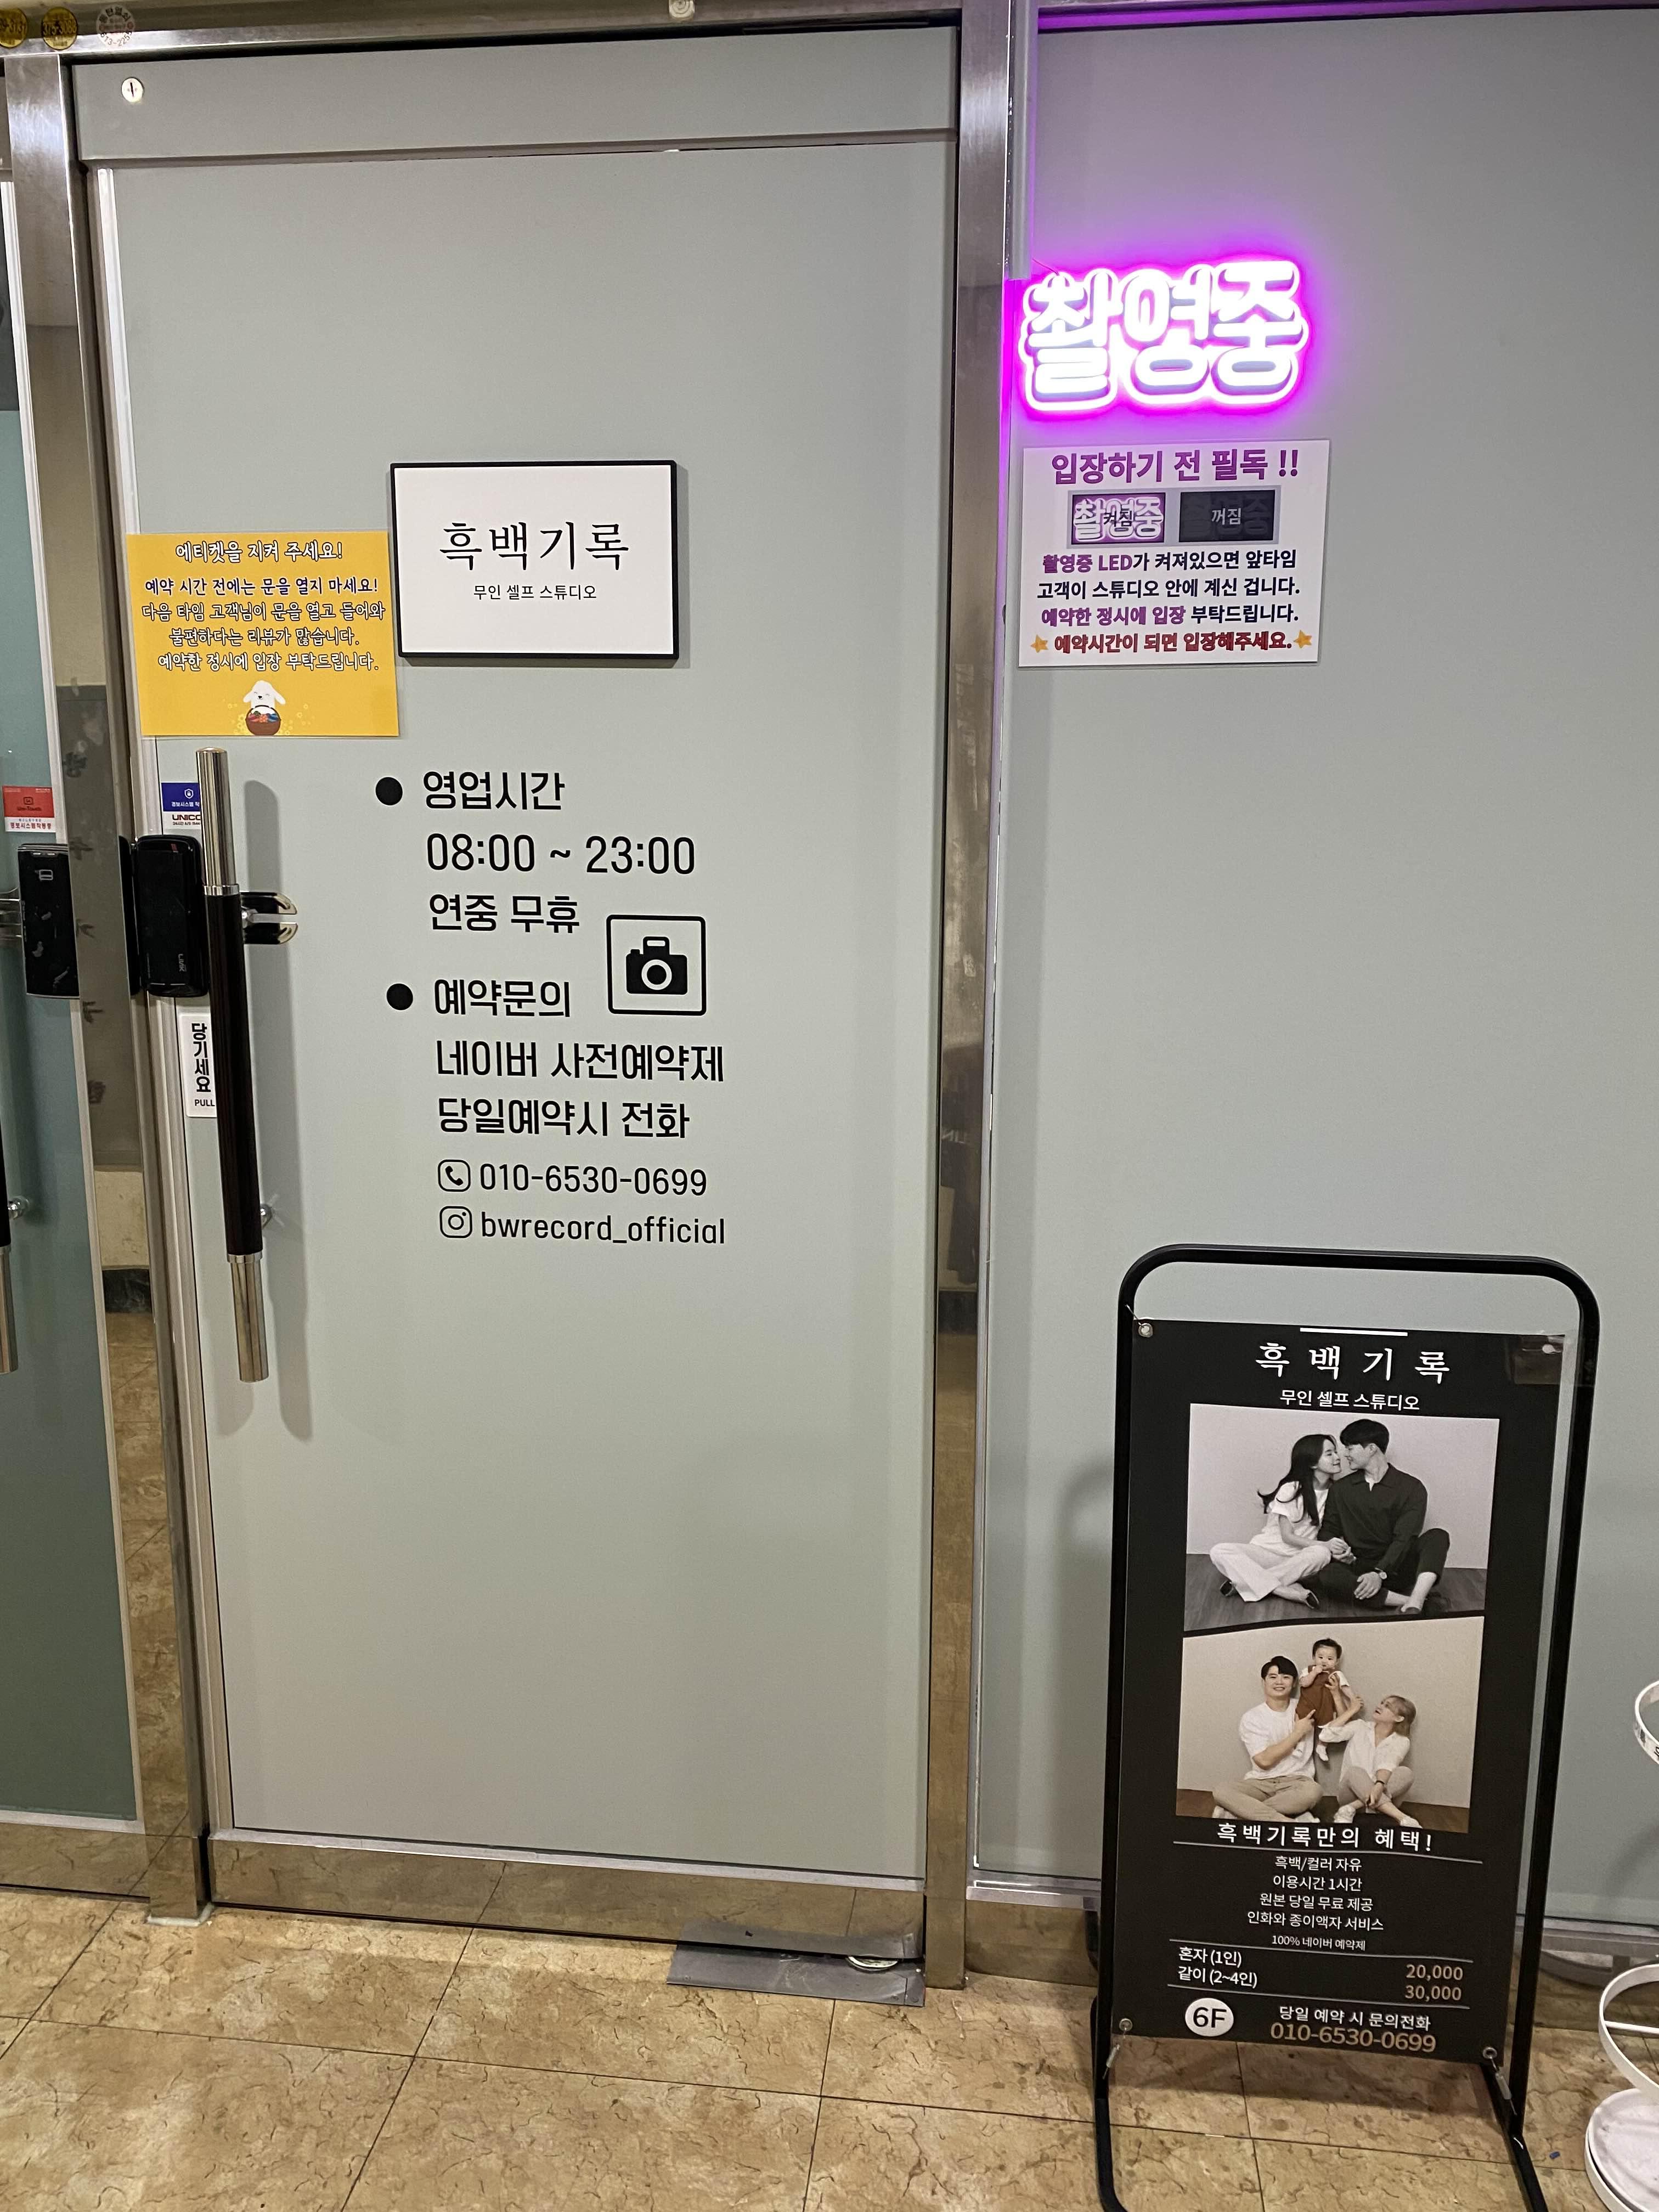 촬영중
흑백기록
무인 셀프 스튜디오
에티켓을 지켜 주세요!
예약 시간 전에는 문을 열지 마세요!
다음 타임 고객님이 문을 열고 들어와
불편하다는 리뷰가 많습니다.
예약한 정시에 입장 부탁드립니다.
입장하기 전 필독 !!
촬영중 켜짐
꺼짐
촬영중 LED가 켜져있으면 앞타임
고객이 스튜디오 안에 계신 겁니다.
예약한 정시에 입장 부탁드립니다.
예약시간이 되면 입장해주세요.
● 영업시간
08:00 ~ 23:00
연중 무휴
● 예약문의
네이버 사전예약제
당일예약시 전화
010-6530-0699
bwrecord_official
당기세요
PULL
흑백기록
무인 셀프 스튜디오
흑백기록만의 혜택!
흑백/컬러 자유
이용시간 1시간
원본 당일 무료 제공
인화와 종이액자 서비스
100% 네이버 예약제
혼자 (1인) 20,000
같이 (2~4인) 30,000
6F
당일 예약 시 문의전화
010-6530-0699